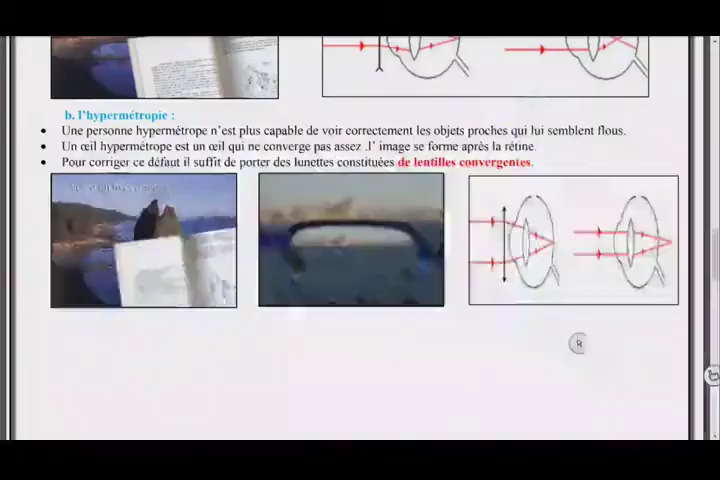 b. l'hypermétropie :
Une personne hypermétrope n'est plus capable de voir correctement les objets proches qui lui semblent flous.
Un œil hypermétrope est un œil qui ne converge pas assez .l' image se forme après la rétine.
Pour corriger ce défaut il suffit de porter des lunettes constituées de lentilles convergentes.